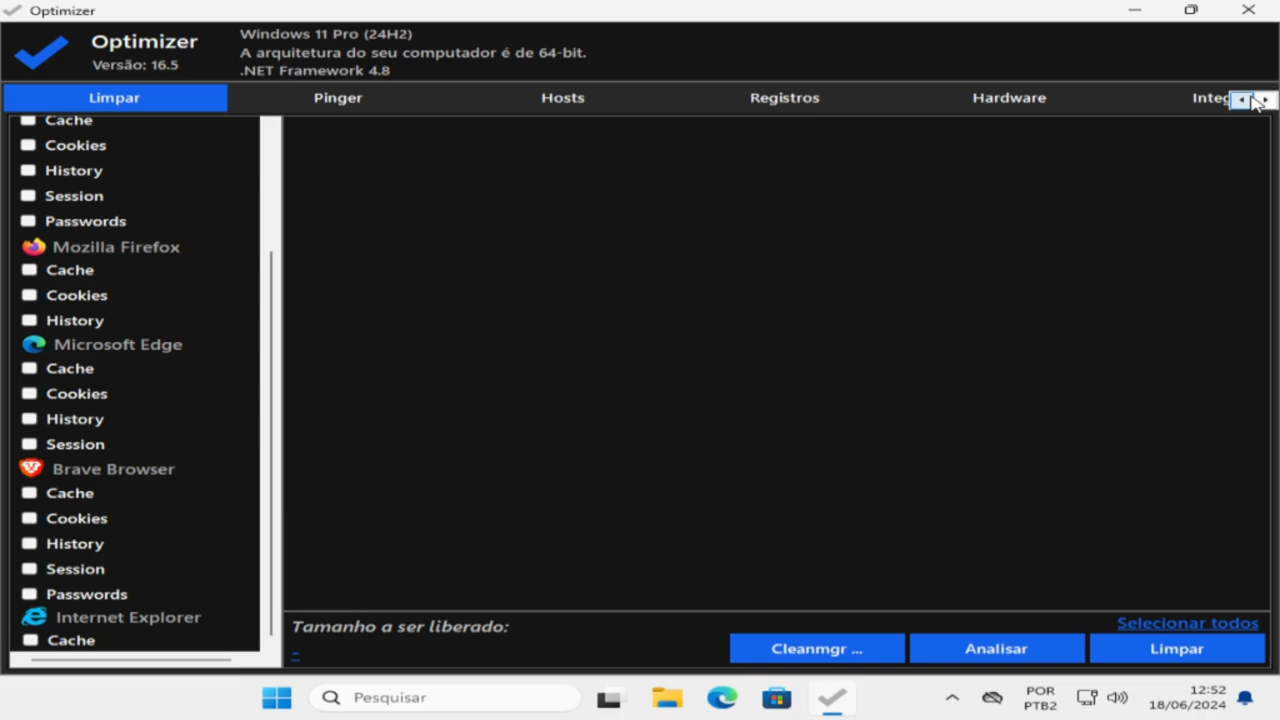 Optimizer
Optimizer
Versão: 16.5
Windows 11 Pro (24H2)
A arquitetura do seu computador é de 64-bit.
.NET Framework 4.8
Limpar Pinger Hosts Registros Hardware Integ
Cache
Cookies
History
Session
Passwords
Mozilla Firefox
Cache
Cookies
History
Microsoft Edge
Cache
Cookies
History
Session
Brave Browser
Cache
Cookies
History
Session
Passwords
Internet Explorer
Cache
Tamanho a ser liberado:
-
Selecionar todos
Cleanmgr ... Analisar Limpar
Pesquisar
POR
PTB2
12:52
18/06/2024